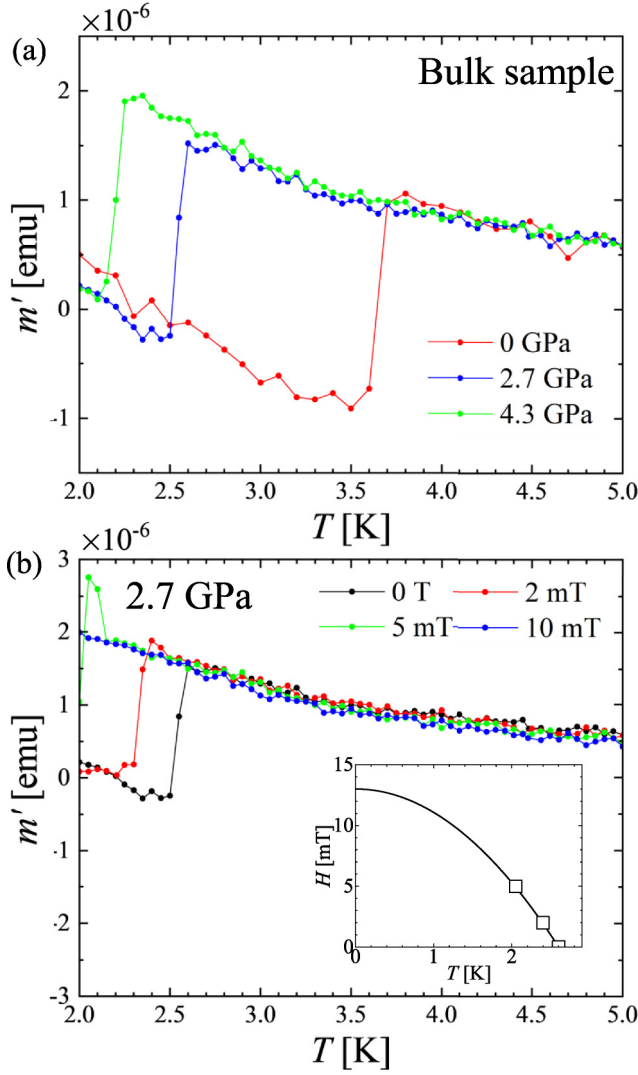 ×10⁻⁶
(a)
Bulk sample
2
1
0
-1
m′ [emu]
0 GPa
2.7 GPa
4.3 GPa
2.0 2.5 3.0 3.5 4.0 4.5 5.0
T [K]
×10⁻⁶
(b)
3
2.7 GPa
0 T 2 mT
5 mT 10 mT
2
1
0
-1
-2
-3
m′ [emu]
15
10
5
0
H [mT]
0 1 2
T [K]
2.0 2.5 3.0 3.5 4.0 4.5 5.0
T [K]